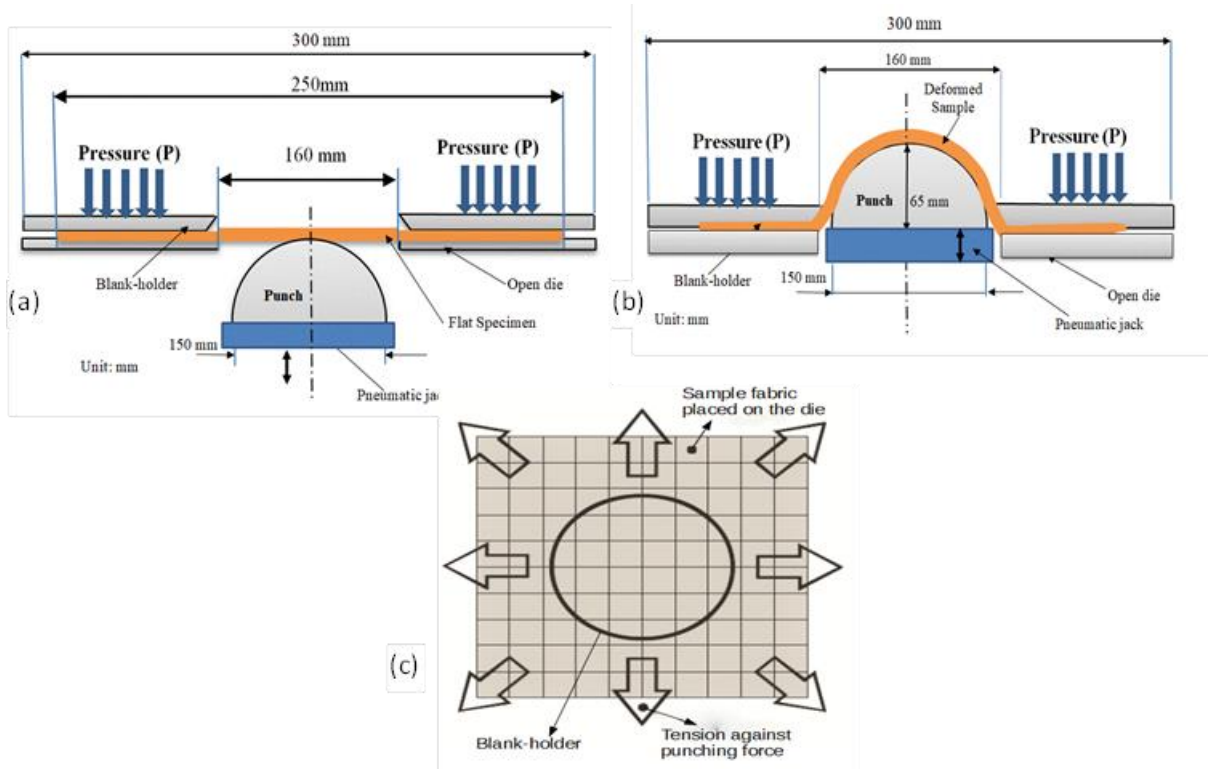 300 mm
250mm
Pressure (P)
160 mm
Pressure (P)
Blank-holder
Punch
Open die
Flat Specimen
150 mm
Unit: mm
Pneumatic ja
(a)
300 mm
160 mm
Deformed
Sample
Pressure (P)
Pressure (P)
Punch
65 mm
Blank-holder
150 mm
Open die
Pneumatic jack
Unit: mm
(b)
Sample fabric
placed on the die
(c)
Blank-holder
Tension against
punching force